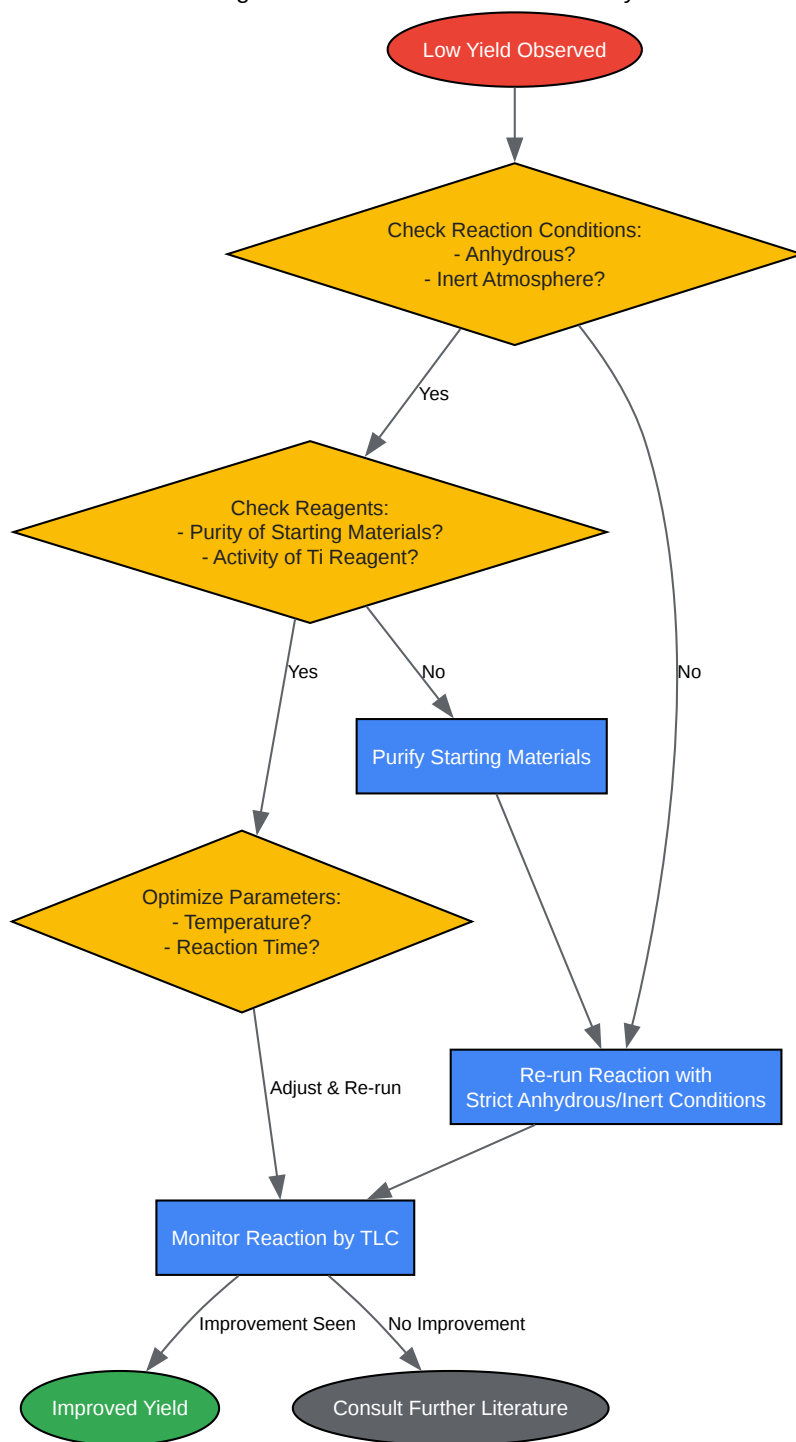 Low Yield Observed
Check Reaction Conditions:
- Anhydrous?
- Inert Atmosphere?
Yes
Check Reagents:
- Purity of Starting Materials?
- Activity of Ti Reagent?
Yes
No
No
Purify Starting Materials
Optimize Parameters:
- Temperature?
- Reaction Time?
Adjust & Re-run
Re-run Reaction with
Strict Anhydrous/Inert Conditions
Monitor Reaction by TLC
Improvement Seen
No Improvement
Improved Yield
Consult Further Literature